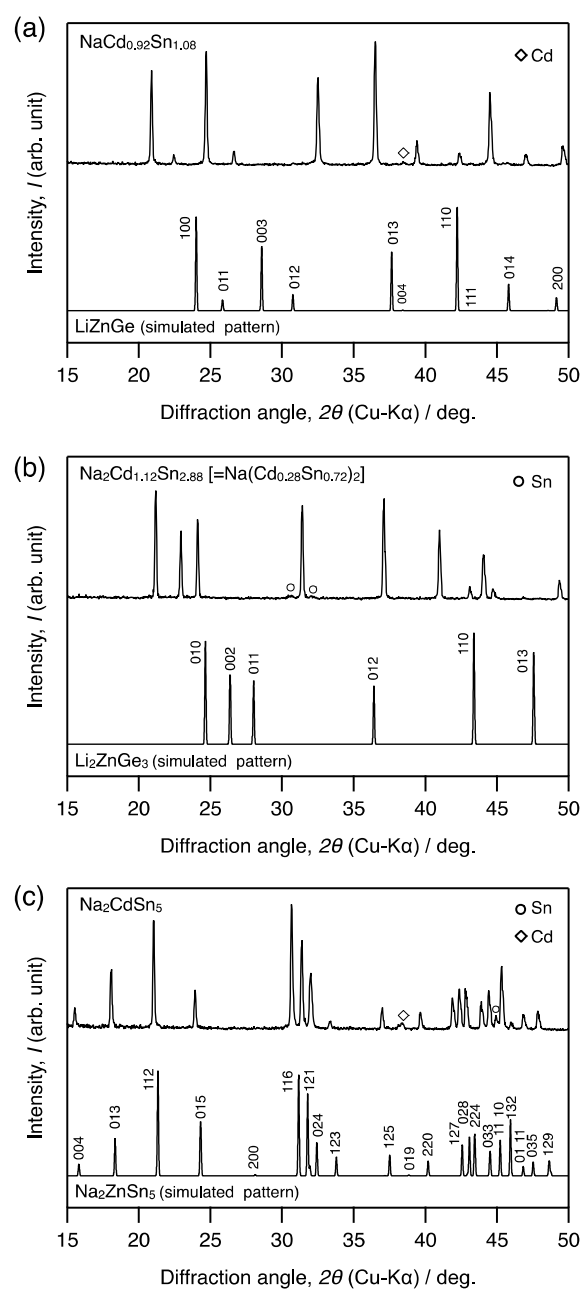 (a)
NaCd0.92Sn1.08
◇ Cd
Intensity, I (arb. unit)
100
011
003
012
013
004
110
111
014
200
LiZnGe (simulated pattern)
15 20 25 30 35 40 45 50
Diffraction angle, 2θ (Cu-Kα) / deg.
(b)
Na2Cd1.12Sn2.88 [=Na(Cd0.28Sn0.72)2]
○ Sn
Intensity, I (arb. unit)
010
002
011
012
110
013
Li2ZnGe3 (simulated pattern)
15 20 25 30 35 40 45 50
Diffraction angle, 2θ (Cu-Kα) / deg.
(c)
Na2CdSn5
○ Sn
◇ Cd
Intensity, I (arb. unit)
004
013
112
015
200
116
121
024
123
125
019
220
127
028
224
033
11 10
132
01 11
035
129
Na2ZnSn5 (simulated pattern)
15 20 25 30 35 40 45 50
Diffraction angle, 2θ (Cu-Kα) / deg.